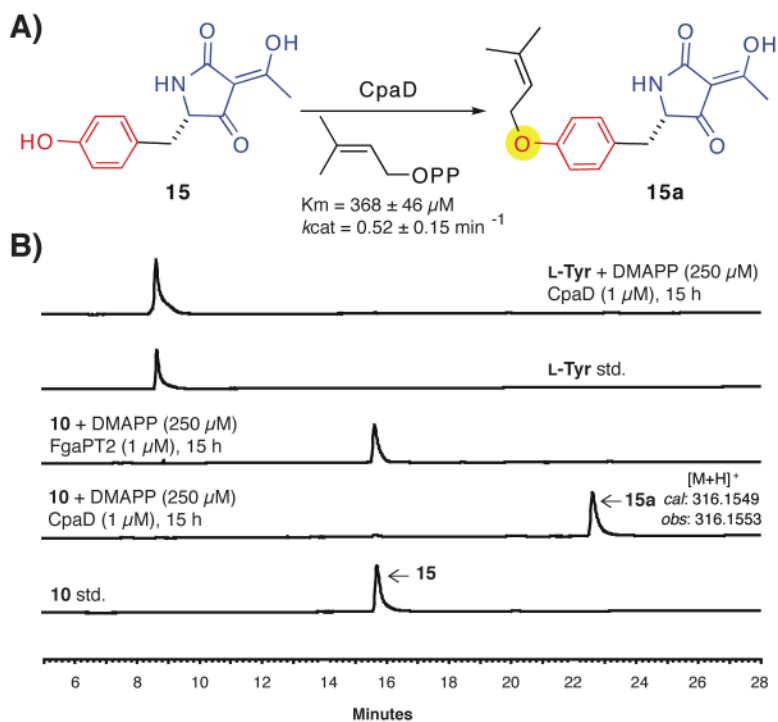 A)
O
OH
HN
O
HO
15
CpaD
OPP
Km = 368 ± 46 µM
kcat = 0.52 ± 0.15 min -1
O
OH
HN
O
O
15a
B)
L-Tyr + DMAPP (250 µM)
CpaD (1 µM), 15 h
L-Tyr std.
10 + DMAPP (250 µM)
FgaPT2 (1 µM), 15 h
10 + DMAPP (250 µM)
CpaD (1 µM), 15 h
[M+H]+
15a cal: 316.1549
obs: 316.1553
10 std.
15
6 8 10 12 14 16 18 20 22 24 26 28
Minutes